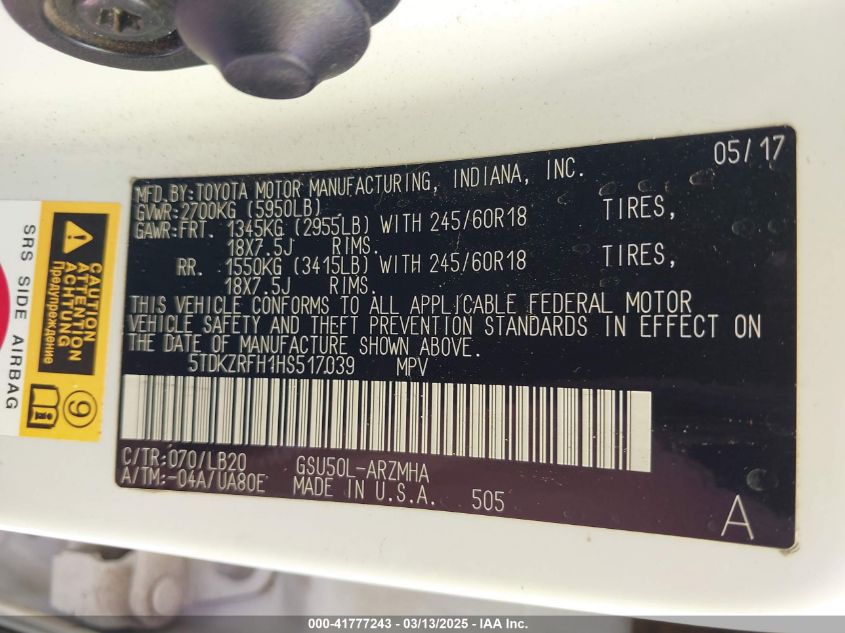 05/17
MFD.BY:TOYOTA MOTOR MANUFACTURING, INDIANA, INC.
GVWR:2700KG (5950LB)
GAWR:FRT. 1345KG (2955LB) WITH 245/60R18 TIRES,
18X7.5J RIMS.
RR. 1550KG (3415LB) WITH 245/60R18 TIRES,
18X7.5J RIMS.
THIS VEHICLE CONFORMS TO ALL APPLICABLE FEDERAL MOTOR
VEHICLE SAFETY AND THEFT PREVENTION STANDARDS IN EFFECT ON
THE DATE OF MANUFACTURE SHOWN ABOVE.
5TDKZRFH1HS517039 MPV
C/TR:070/LB20 GSU50L-ARZMHA
A/TM:-04A/UA80E MADE IN U.S.A. 505
A
CAUTION
ATTENTION
ACHTUNG
Предупреждение
9
SRS SIDE AIRBAG
000-41777243 - 03/13/2025 - IAA Inc.